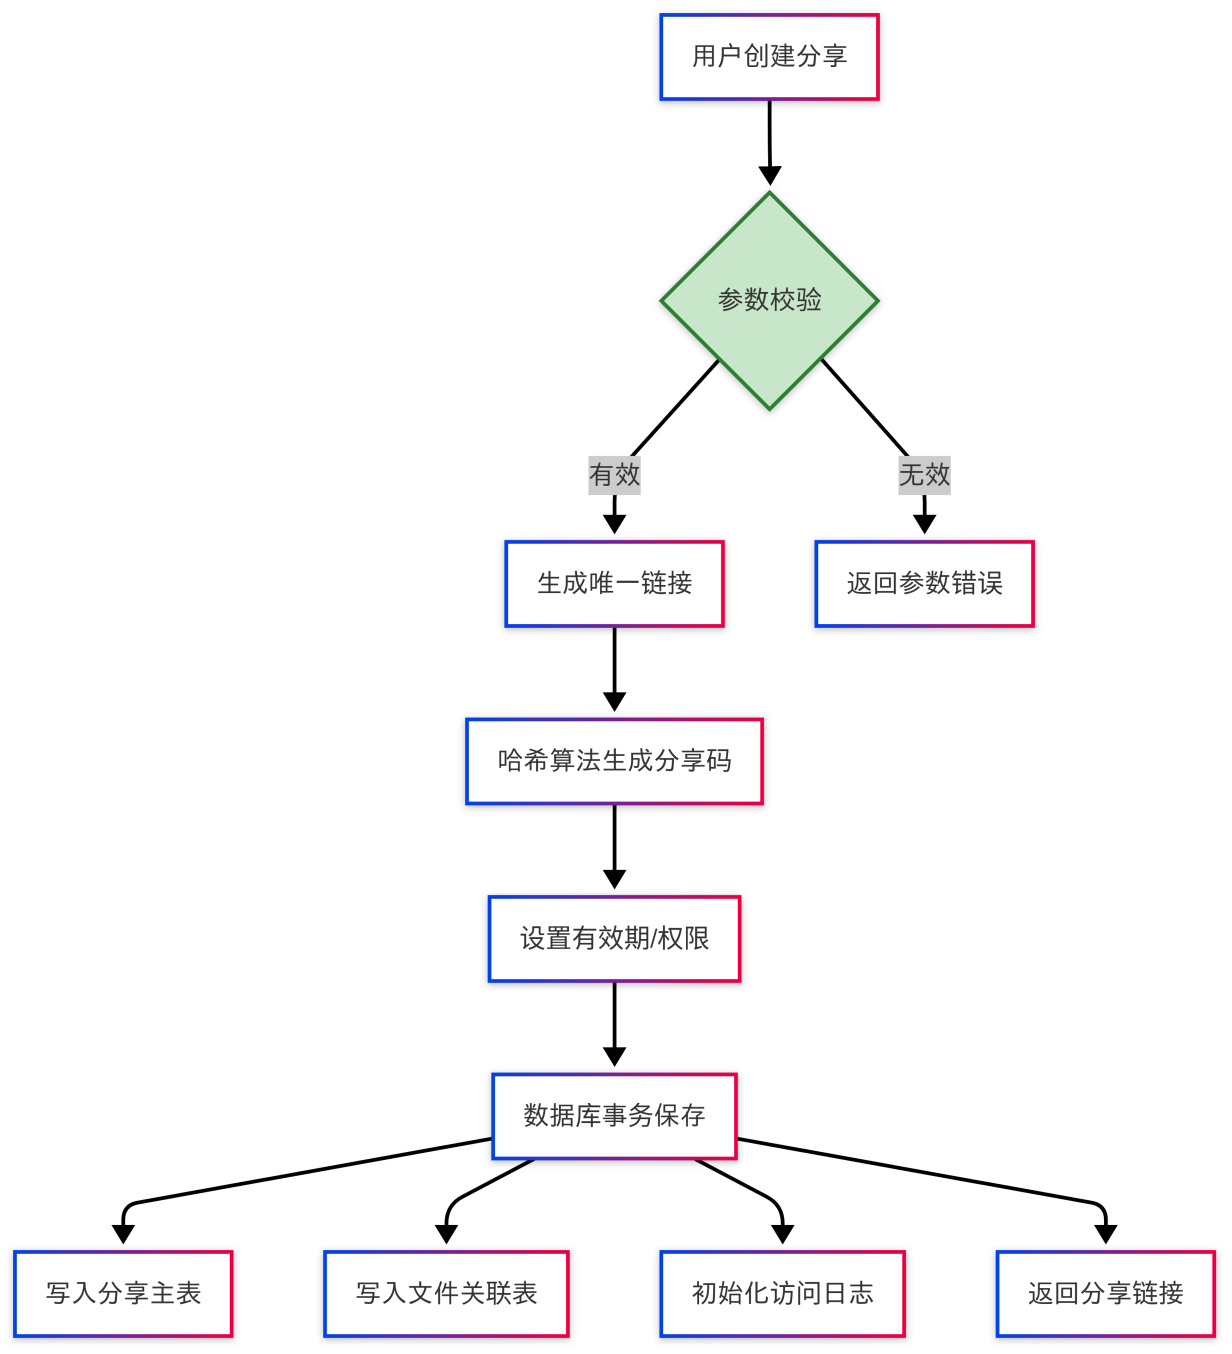 用户创建分享
参数校验
有效
无效
生成唯一链接
返回参数错误
哈希算法生成分享码
设置有效期/权限
数据库事务保存
写入分享主表
写入文件关联表
初始化访问日志
返回分享链接